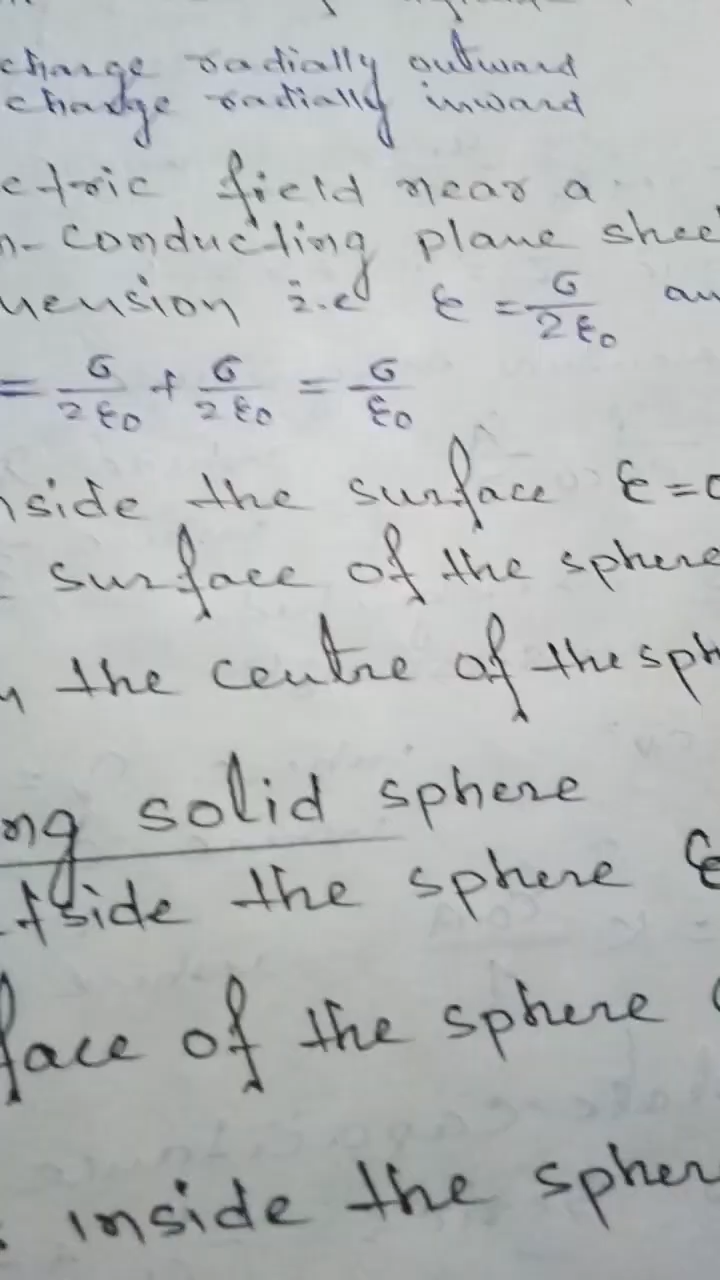 charge radially outward
charge radially inward
ctric field near a
n-conducting plane shee
mension i.e ε = σ/2ε0 an
= σ/2ε0 + σ/2ε0 = σ/ε0
nside the surface ε=0
surface of the sphere
the centre of the sph
ng solid sphere
tside the sphere ε
face of the sphere
inside the spher